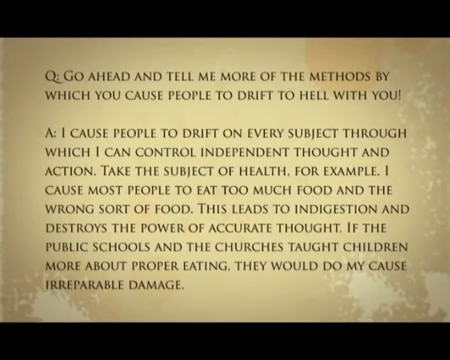 Q: Go ahead and tell me more of the methods by
which you cause people to drift to hell with you!
A: I cause people to drift on every subject through
which I can control independent thought and
action. Take the subject of health, for example. I
cause most people to eat too much food and the
wrong sort of food. This leads to indigestion and
destroys the power of accurate thought. If the
public schools and the churches taught children
more about proper eating, they would do my cause
irreparable damage.